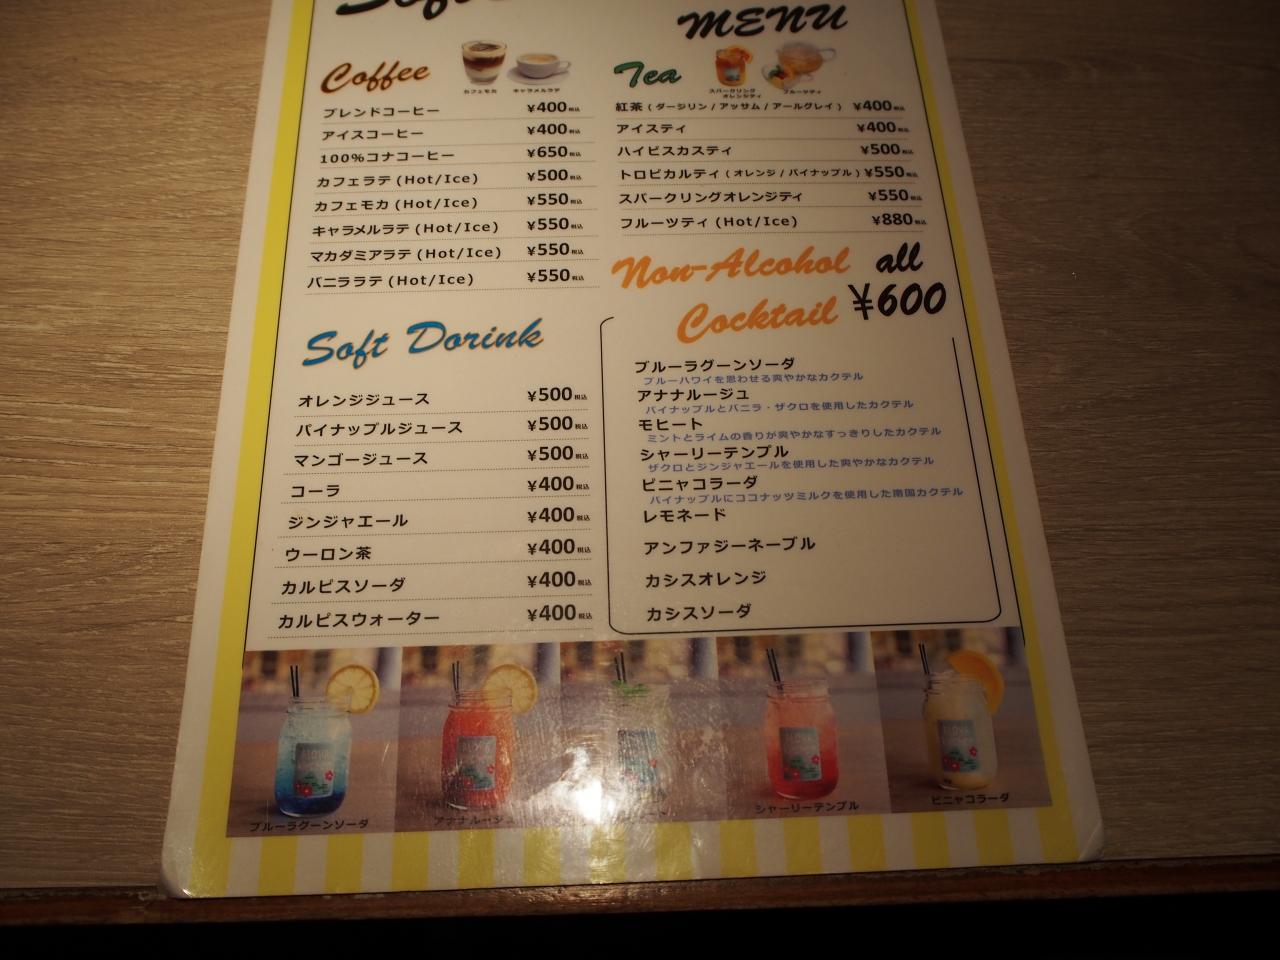 MENU
Coffee
カフェモカ キャラメルラテ
ブレンドコーヒー ¥400税込
アイスコーヒー ¥400税込
100%コナコーヒー ¥650税込
カフェラテ(Hot/Ice) ¥500税込
カフェモカ(Hot/Ice) ¥550税込
キャラメルラテ(Hot/Ice) ¥550税込
マカダミアラテ(Hot/Ice) ¥550税込
バニララテ(Hot/Ice) ¥550税込
Tea
スパークリング
オレンジティ
フルーツティ
紅茶(ダージリン/アッサム/アールグレイ) ¥400税込
アイスティ ¥400税込
ハイビスカスティ ¥500税込
トロピカルティ(オレンジ/パイナップル) ¥550税込
スパークリングオレンジティ ¥550税込
フルーツティ(Hot/Ice) ¥880税込
Soft Dorink
オレンジジュース ¥500税込
パイナップルジュース ¥500税込
マンゴージュース ¥500税込
コーラ ¥400税込
ジンジャエール ¥400税込
ウーロン茶 ¥400税込
カルピスソーダ ¥400税込
カルピスウォーター ¥400税込
Non-Alcohol all
Cocktail ¥600
ブルーラグーンソーダ
ブルーハワイを思わせる爽やかなカクテル
アナナルージュ
パイナップルとバニラ・ザクロを使用したカクテル
モヒート
ミントとライムの香りが爽やかなすっきりしたカクテル
シャーリーテンプル
ザクロとジンジャエールを使用した爽やかなカクテル
ピニャコラーダ
パイナップルにココナッツミルクを使用した南国カクテル
レモネード
アンファジーネーブル
カシスオレンジ
カシスソーダ
ブルーラグーンソーダ
アナナルージュ
シャーリーテンプル
ピニャコラーダ